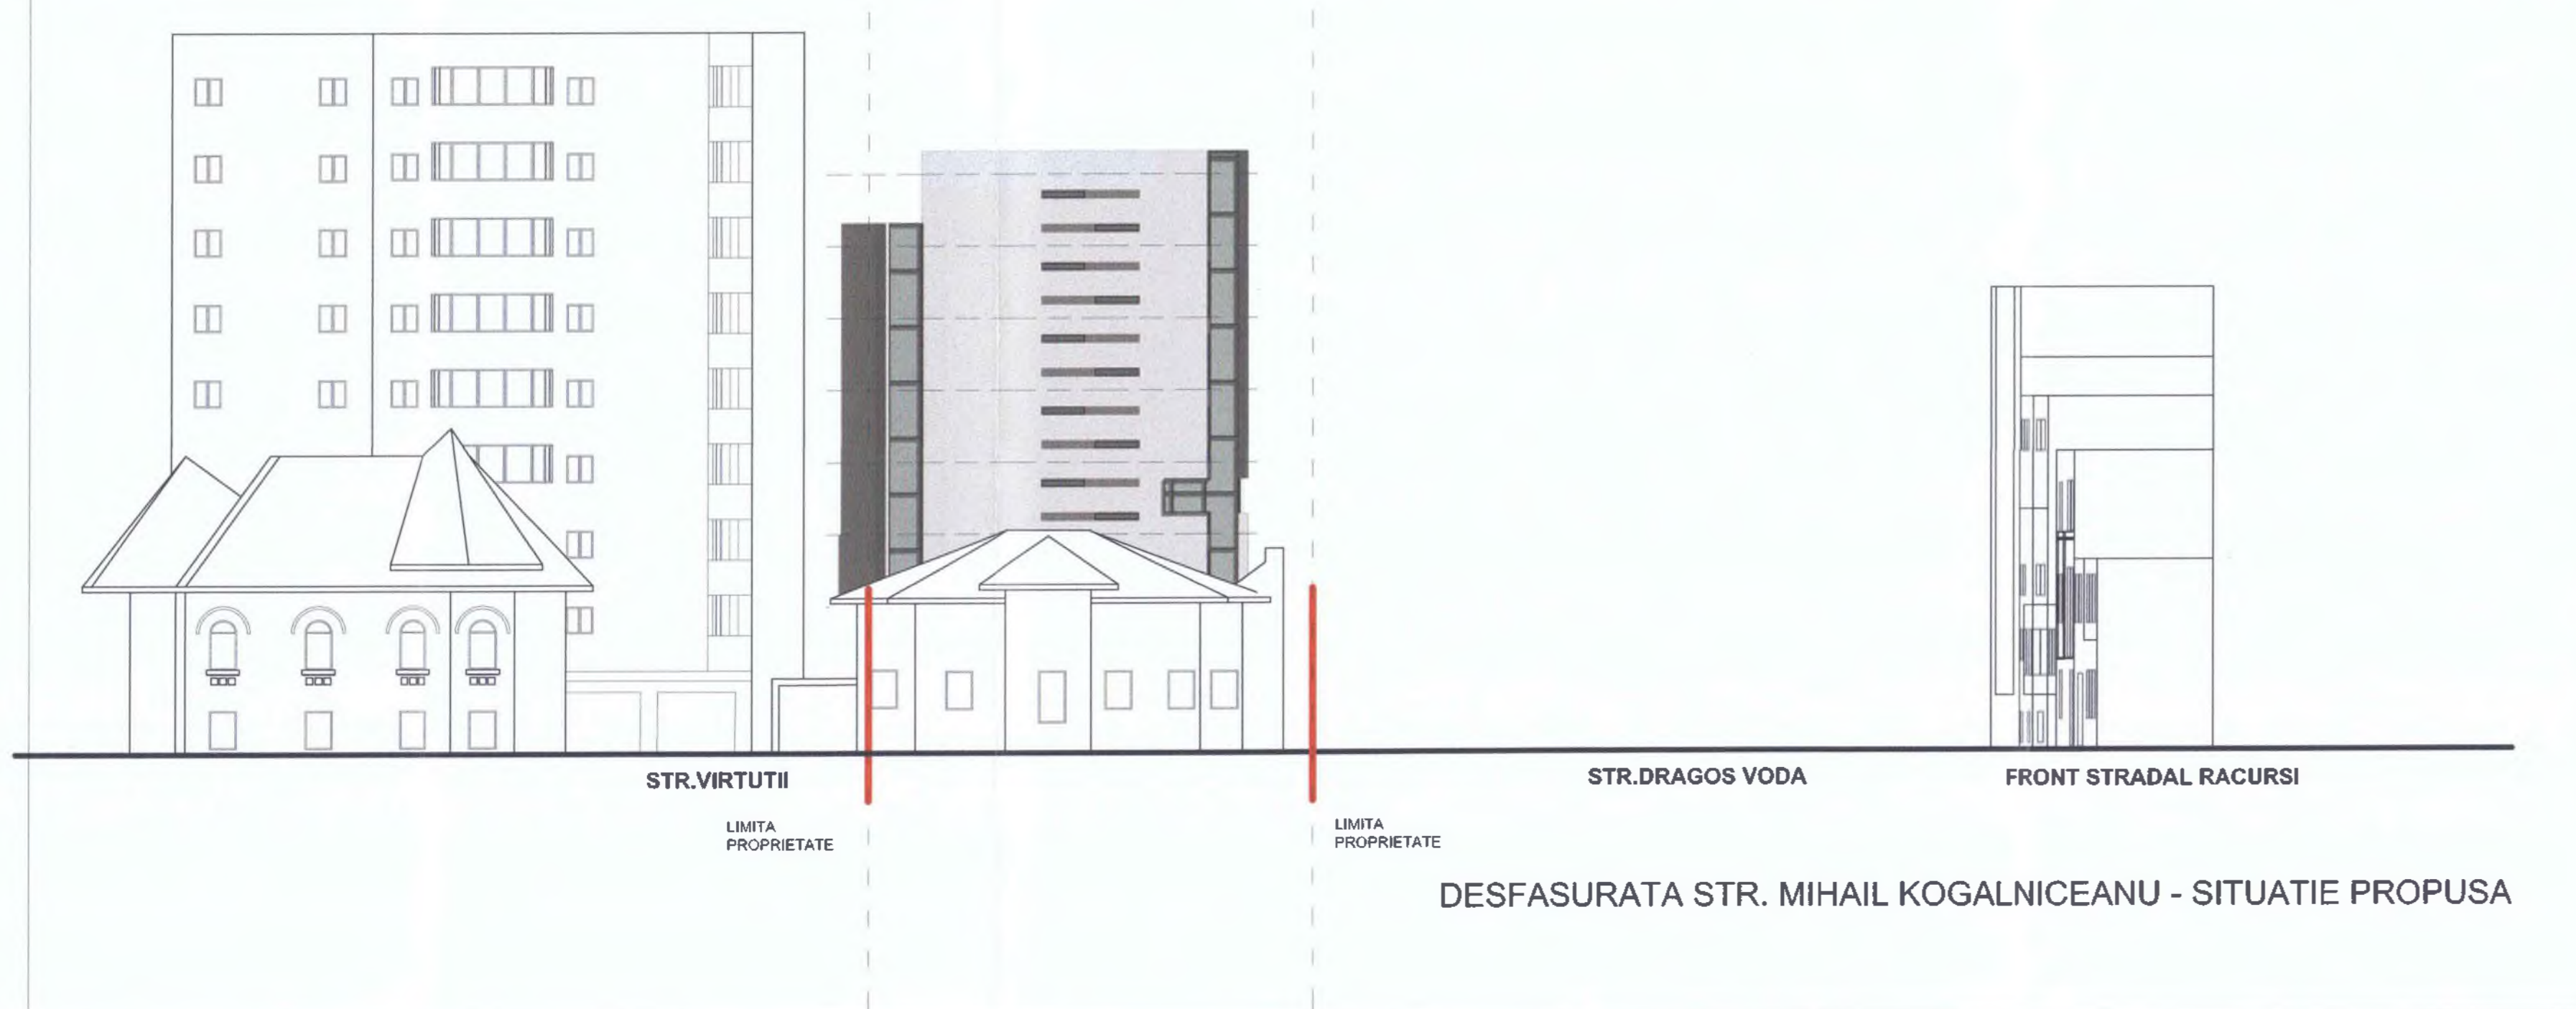 STR.VIRTUTII
STR.DRAGOS VODA
FRONT STRADAL RACURSI
LIMITA
PROPRIETATE
LIMITA
PROPRIETATE
DESFASURATA STR. MIHAIL KOGALNICEANU - SITUATIE PROPUSA